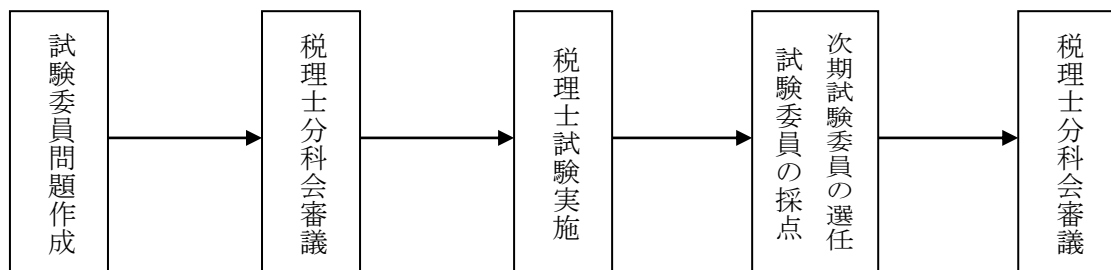 試験委員問題作成
税理士分科会審議
税理士試験実施
次期試験委員の選任
試験委員の採点
税理士分科会審議